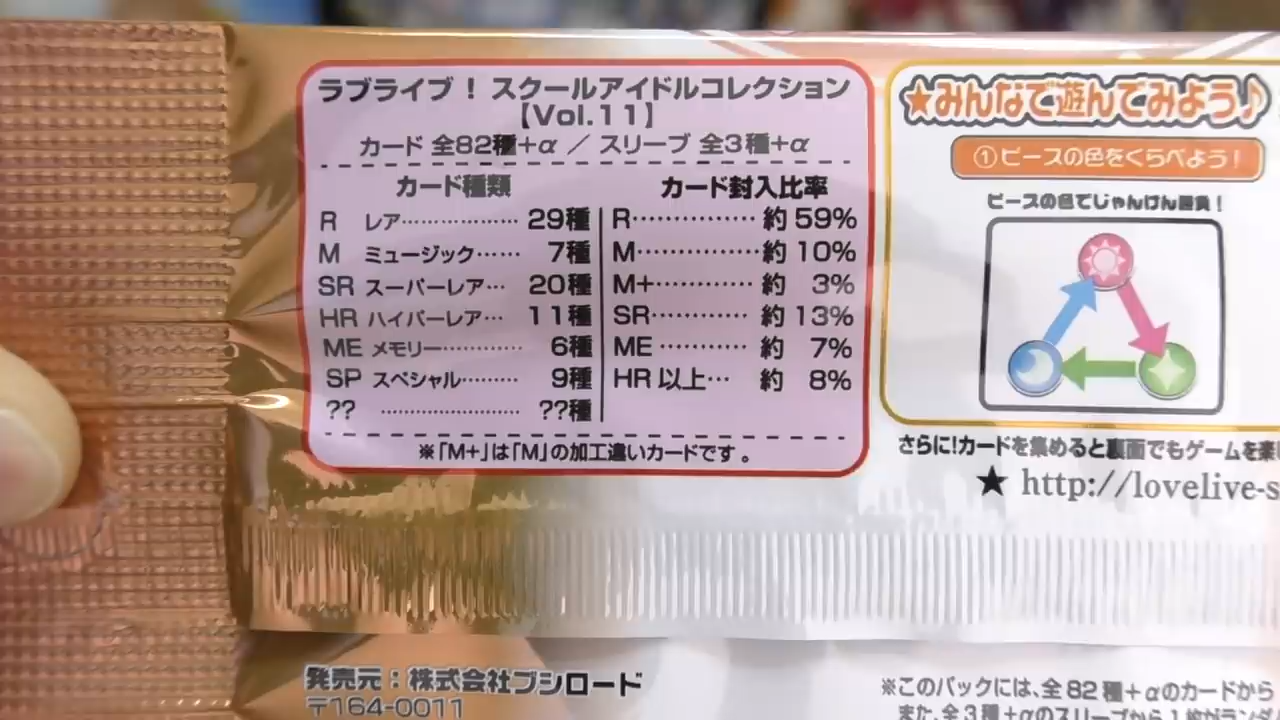 ラブライブ！スクールアイドルコレクション
【Vol.11】
カード 全82種+α ／ スリーブ 全3種+α
カード種類
R レア………………… 29種
M ミュージック…… 7種
SR スーパーレア… 20種
HR ハイパーレア… 11種
ME メモリー………… 6種
SP スペシャル……… 9種
?? ………………… ??種
カード封入比率
R…………… 約 59%
M…………… 約 10%
M+………… 約 3%
SR………… 約 13%
ME ………… 約 7%
HR 以上… 約 8%
※「M+」は「M」の加工違いカードです。
★みんなで遊んでみよう♪
①ピースの色をくらべよう！
ピースの色でじゃんけん勝負！
さらに!カードを集めると裏面でもゲームを楽
★ http://lovelive-s
発売元：株式会社ブシロード
〒164-0011
※このパックには、全82種+αのカードから
また、全3種+αのスリーブから1枚がランダ